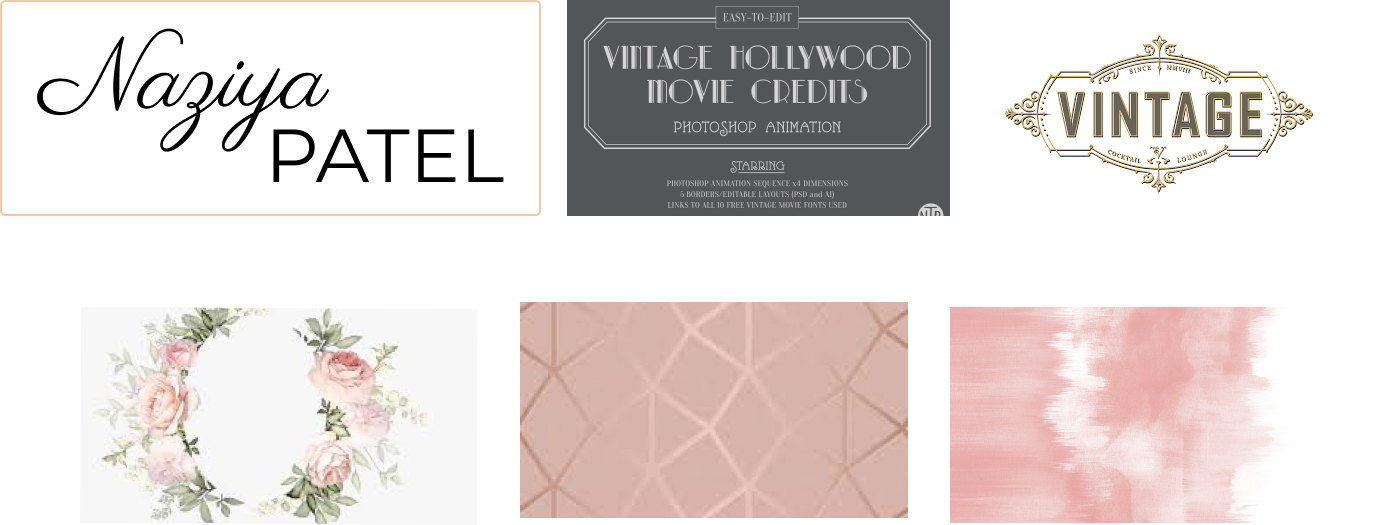 Naziya
PATEL
EASY-TO-EDIT
VINTAGE HOLLYWOOD
MOVIE CREDITS
PHOTOSHOP ANIMATION
STARRING
PHOTOSHOP ANIMATION SEQUENCE x4 DIMENSIONS
5 BORDERS/EDITABLE LAYOUTS (PSD and AI)
LINKS TO ALL 10 FREE VINTAGE MOVIE FONTS USED
SINCE MMVIII
VINTAGE
COCKTAIL LOUNGE